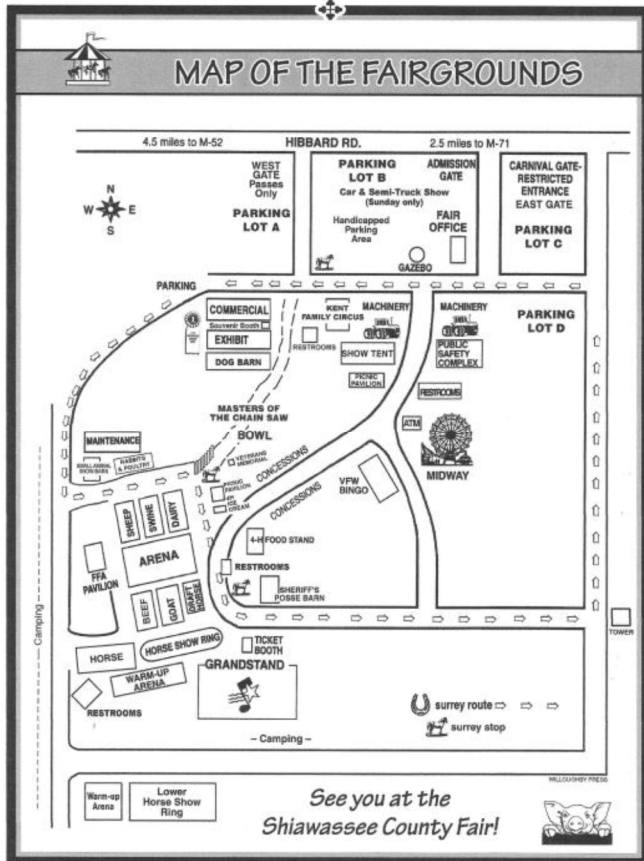 MAP OF THE FAIRGROUNDS
4.5 miles to M-52
HIBBARD RD.
2.5 miles to M-71
WEST
GATE
Passes
Only
PARKING
LOT A
PARKING
LOT B
Car & Semi-Truck Show
(Sunday only)
Handicapped
Parking
Area
ADMISSION
GATE
FAIR
OFFICE
GAZEBO
CARNIVAL GATE-
RESTRICTED
ENTRANCE
EAST GATE
PARKING
LOT C
N
W
E
S
PARKING
COMMERCIAL
Souvenir Booth
EXHIBIT
DOG BARN
KENT
FAMILY CIRCUS
RESTROOMS
MACHINERY
SHOW TENT
PICNIC
PAVILION
MACHINERY
PUBLIC
SAFETY
COMPLEX
PARKING
LOT D
RESTROOMS
ATM
MIDWAY
MASTERS OF
THE CHAIN SAW
BOWL
MAINTENANCE
SMALL ANIMAL
SHOW BARN
RABBITS
& POULTRY
VETERANS
MEMORIAL
CONCESSIONS
CONCESSIONS
PICNIC
PAVILION
4H
ICE
CREAM
VFW
BINGO
SHEEP
SWINE
DAIRY
ARENA
FFA
PAVILION
BEEF
GOAT
DRAFT
HORSE
4-H FOOD STAND
RESTROOMS
SHERIFF'S
POSSE BARN
TOWER
HORSE
HORSE SHOW RING
WARM-UP
ARENA
RESTROOMS
TICKET
BOOTH
GRANDSTAND
surrey route
surrey stop
– Camping –
– Camping –
WILLOUGHBY PRESS
Warm-up
Arena
Lower
Horse Show
Ring
See you at the
Shiawassee County Fair!